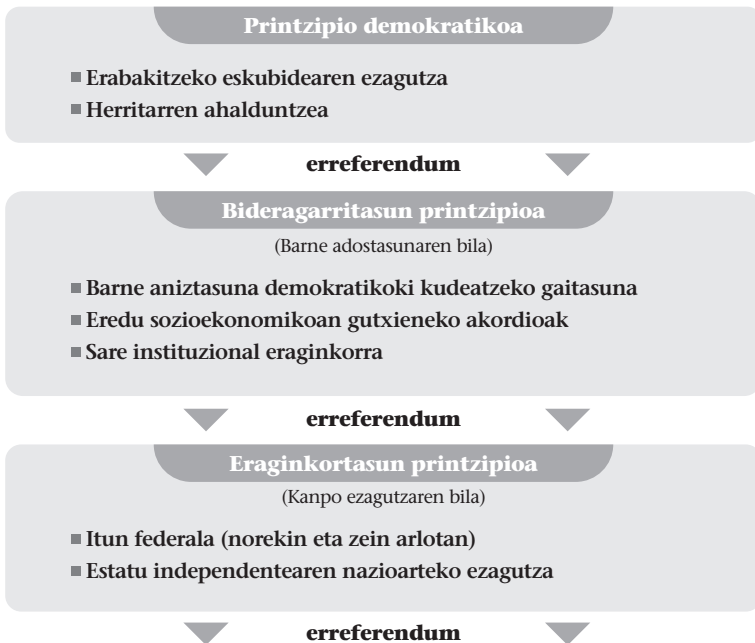 Printzipio demokratikoa
■ Erabakitzeko eskubidearen ezagutza
■ Herritarren ahalduntzea
erreferendum
Bideragarritasun printzipioa
(Barne adostasunaren bila)
■ Barne aniztasuna demokratikoki kudeatzeko gaitasuna
■ Eredu sozioekonomikoan gutxieneko akordioak
■ Sare instituzional eraginkorra
erreferendum
Eraginkortasun printzipioa
(Kanpo ezagutzaren bila)
■ Itun federala (norekin eta zein arlotan)
■ Estatu independentearen nazioarteko ezagutza
erreferendum